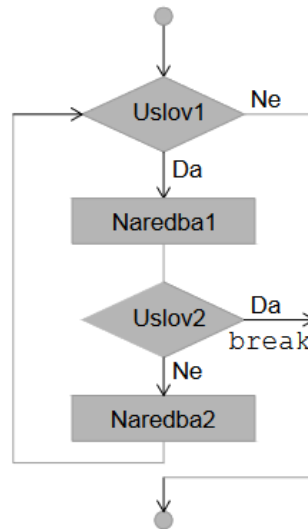 Uslov1
Ne
Da
Naredba1
Uslov2
Da
break
Ne
Naredba2